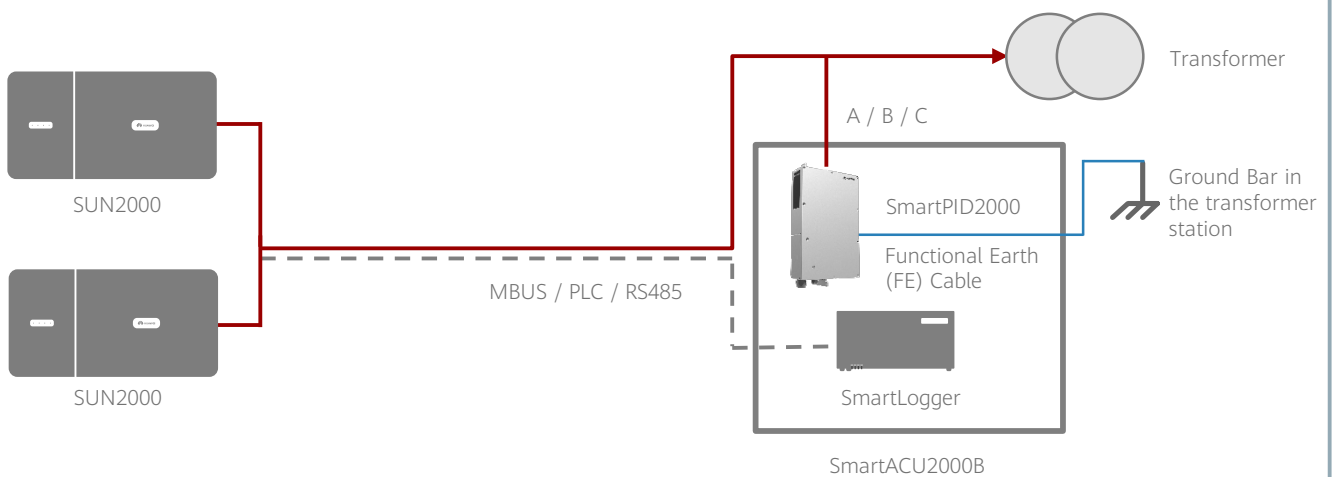 Transformer
A / B / C
SUN2000
SmartPID2000
Ground Bar in
the transformer
station
Functional Earth
(FE) Cable
MBUS / PLC / RS485
SUN2000
SmartLogger
SmartACU2000B